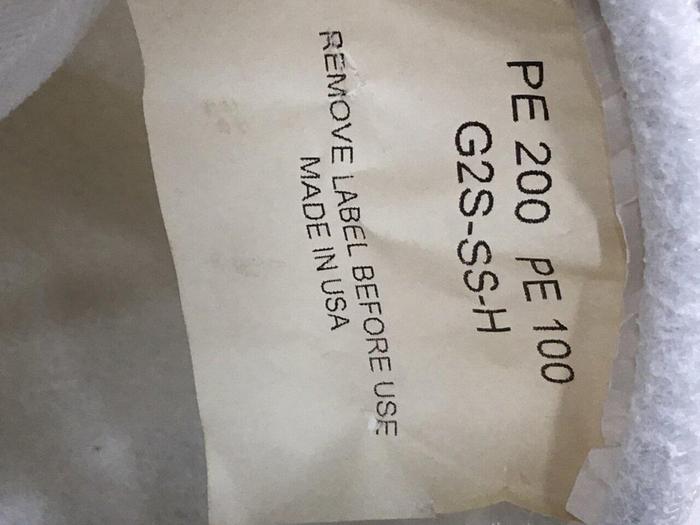 PE 200 PE 100
G2S-SS-H
REMOVE LABEL BEFORE USE
MADE IN USA